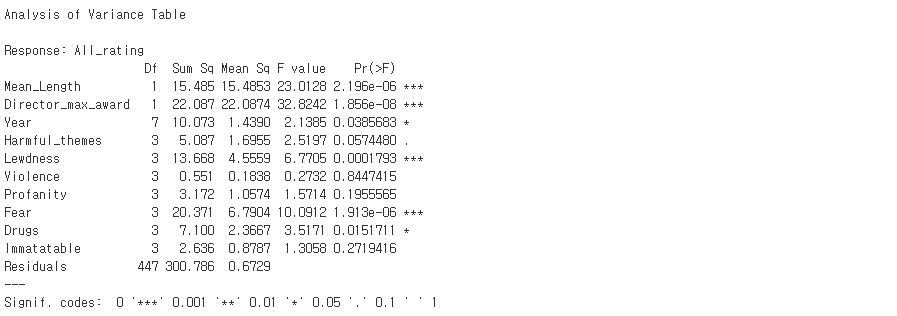 Analysis of Variance Table
Response: All_rating
Df Sum Sq Mean Sq F value Pr(>F)
Mean_Length 1 15.485 15.4853 23.0128 2.196e-06 ***
Director_max_award 1 22.087 22.0874 32.8242 1.856e-08 ***
Year 7 10.073 1.4390 2.1385 0.0385683 *
Harmful_themes 3 5.087 1.6955 2.5197 0.0574480 .
Lewdness 3 13.668 4.5559 6.7705 0.0001793 ***
Violence 3 0.551 0.1838 0.2732 0.8447415
Profanity 3 3.172 1.0574 1.5714 0.1955565
Fear 3 20.371 6.7904 10.0912 1.913e-06 ***
Drugs 3 7.100 2.3667 3.5171 0.0151711 *
Immatatable 3 2.636 0.8787 1.3058 0.2719416
Residuals 447 300.786 0.6729
---
Signif. codes: 0 '***' 0.001 '**' 0.01 '*' 0.05 '.' 0.1 ' ' 1